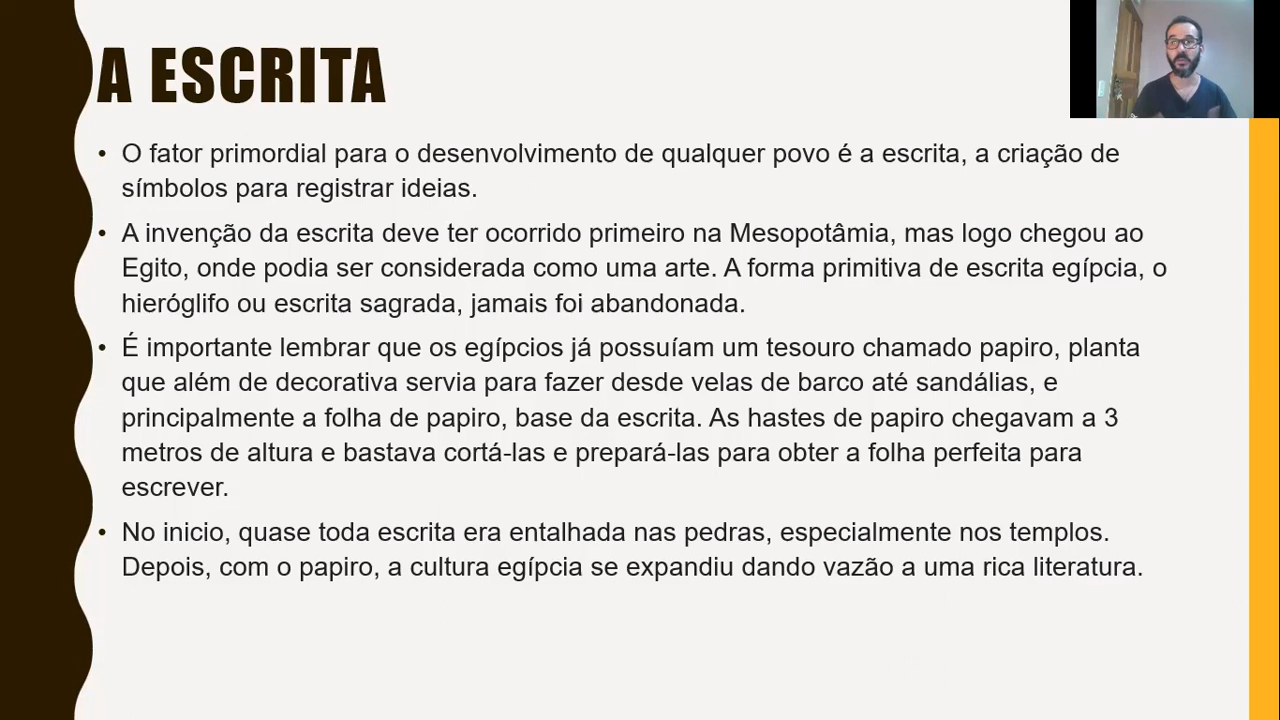 A ESCRITA
• O fator primordial para o desenvolvimento de qualquer povo é a escrita, a criação de
símbolos para registrar ideias.
• A invenção da escrita deve ter ocorrido primeiro na Mesopotâmia, mas logo chegou ao
Egito, onde podia ser considerada como uma arte. A forma primitiva de escrita egípcia, o
hieróglifo ou escrita sagrada, jamais foi abandonada.
• É importante lembrar que os egípcios já possuíam um tesouro chamado papiro, planta
que além de decorativa servia para fazer desde velas de barco até sandálias, e
principalmente a folha de papiro, base da escrita. As hastes de papiro chegavam a 3
metros de altura e bastava cortá-las e prepará-las para obter a folha perfeita para
escrever.
• No inicio, quase toda escrita era entalhada nas pedras, especialmente nos templos.
Depois, com o papiro, a cultura egípcia se expandiu dando vazão a uma rica literatura.